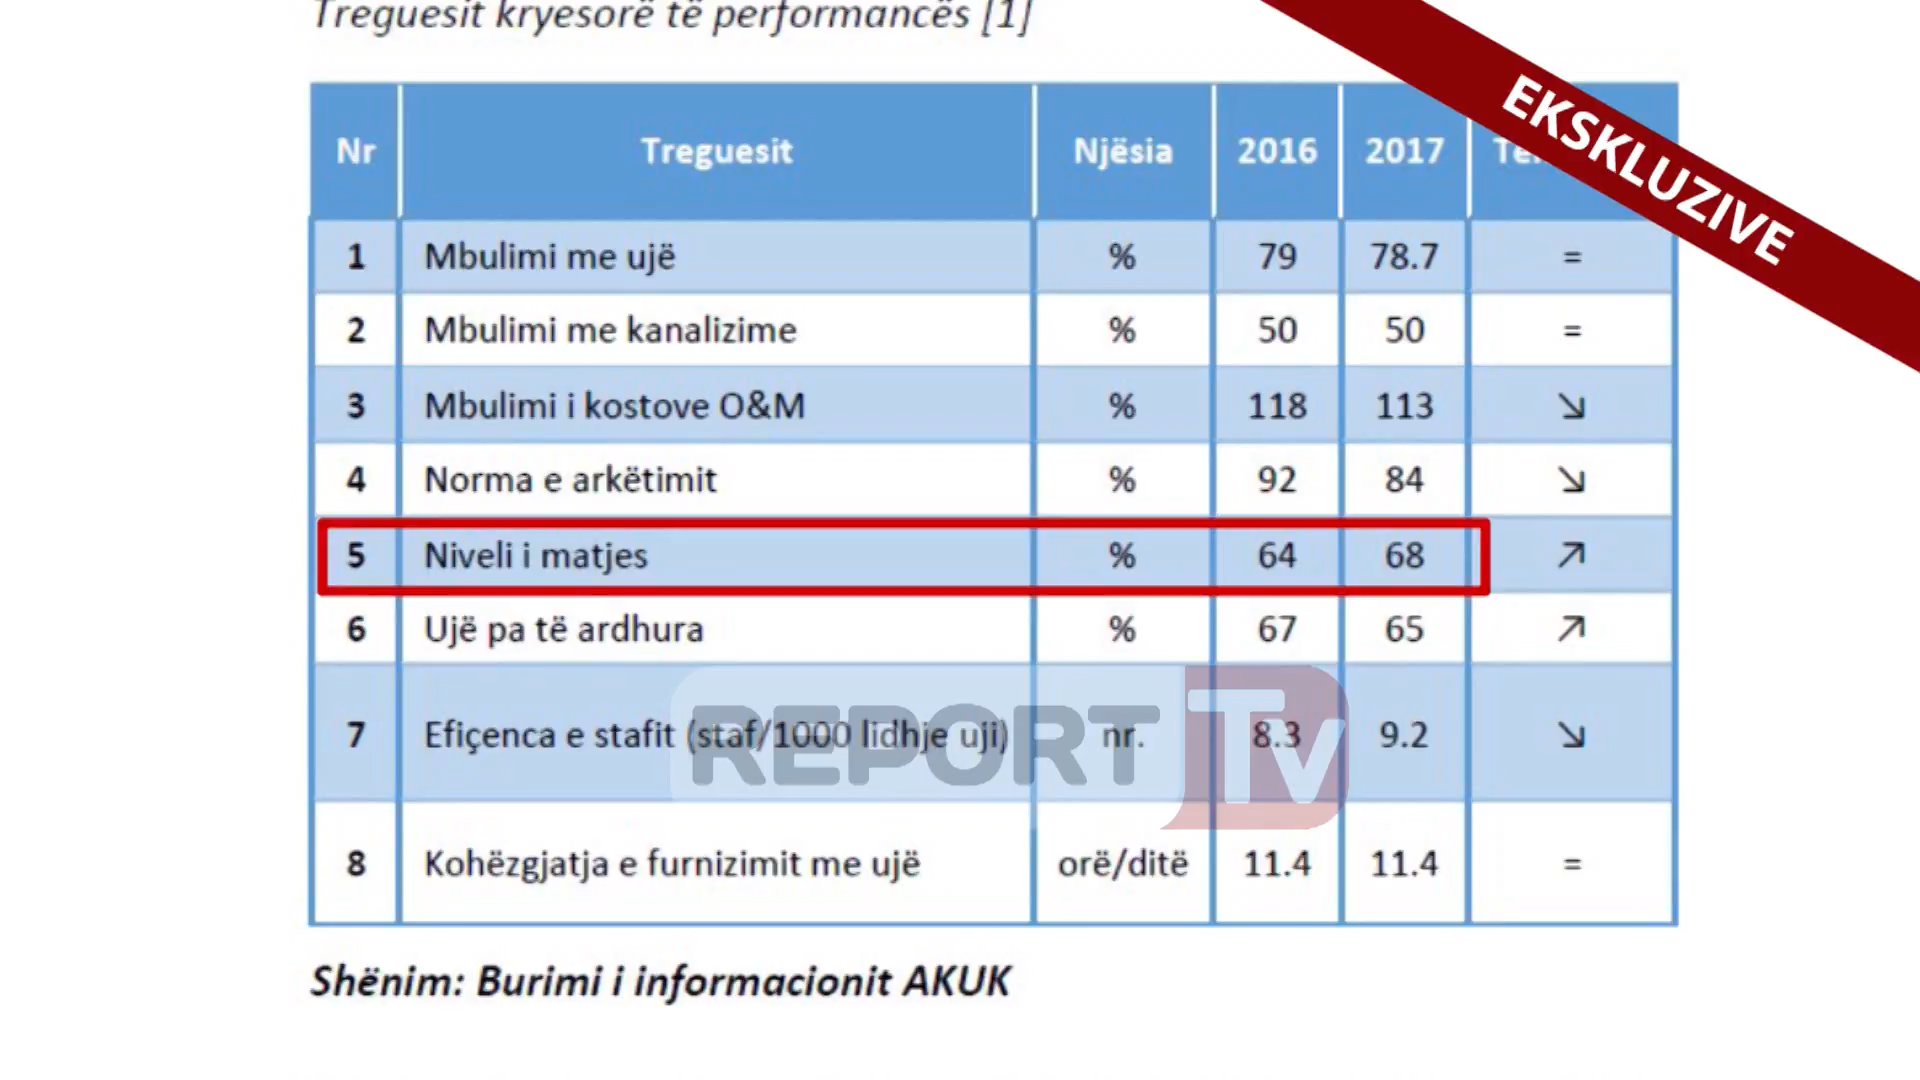 Treguesit kryesorë të performancës [1]
EKSKLUZIVE
Nr Treguesit Njësia 2016 2017
1 Mbulimi me ujë % 79 78.7 =
2 Mbulimi me kanalizime % 50 50 =
3 Mbulimi i kostove O&M % 118 113 ↘
4 Norma e arkëtimit % 92 84 ↘
5 Niveli i matjes % 64 68 ↗
6 Ujë pa të ardhura % 67 65 ↗
7 Efiçenca e stafit (staf/1000 lidhje uji) nr. 8.3 9.2 ↘
REPORT TV
8 Kohëzgjatja e furnizimit me ujë orë/ditë 11.4 11.4 =
Shënim: Burimi i informacionit AKUK